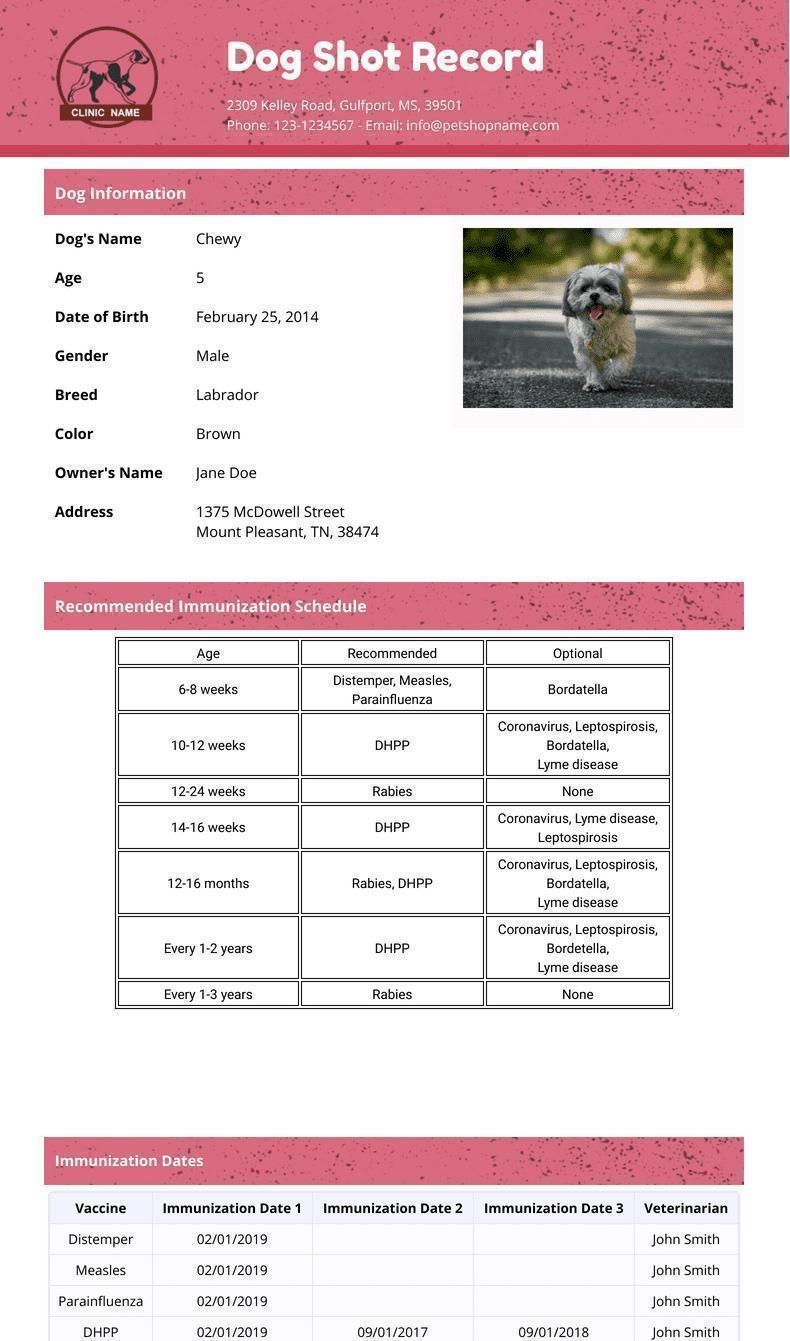 Dog Shot Record
CLINIC NAME
2309 Kelley Road, Gulfport, MS, 39501
Phone: 123-1234567 - Email: info@petshopname.com
Dog Information
Dog's Name Chewy
Age 5
Date of Birth February 25, 2014
Gender Male
Breed Labrador
Color Brown
Owner's Name Jane Doe
Address 1375 McDowell Street
Mount Pleasant, TN, 38474
Recommended Immunization Schedule
Age Recommended Optional
6-8 weeks Distemper, Measles, Parainfluenza Bordatella
10-12 weeks DHPP Coronavirus, Leptospirosis, Bordatella, Lyme disease
12-24 weeks Rabies None
14-16 weeks DHPP Coronavirus, Lyme disease, Leptospirosis
12-16 months Rabies, DHPP Coronavirus, Leptospirosis, Bordatella, Lyme disease
Every 1-2 years DHPP Coronavirus, Leptospirosis, Bordetella, Lyme disease
Every 1-3 years Rabies None
Immunization Dates
Vaccine Immunization Date 1 Immunization Date 2 Immunization Date 3 Veterinarian
Distemper 02/01/2019 John Smith
Measles 02/01/2019 John Smith
Parainfluenza 02/01/2019 John Smith
DHPP 02/01/2019 09/01/2017 09/01/2018 John Smith